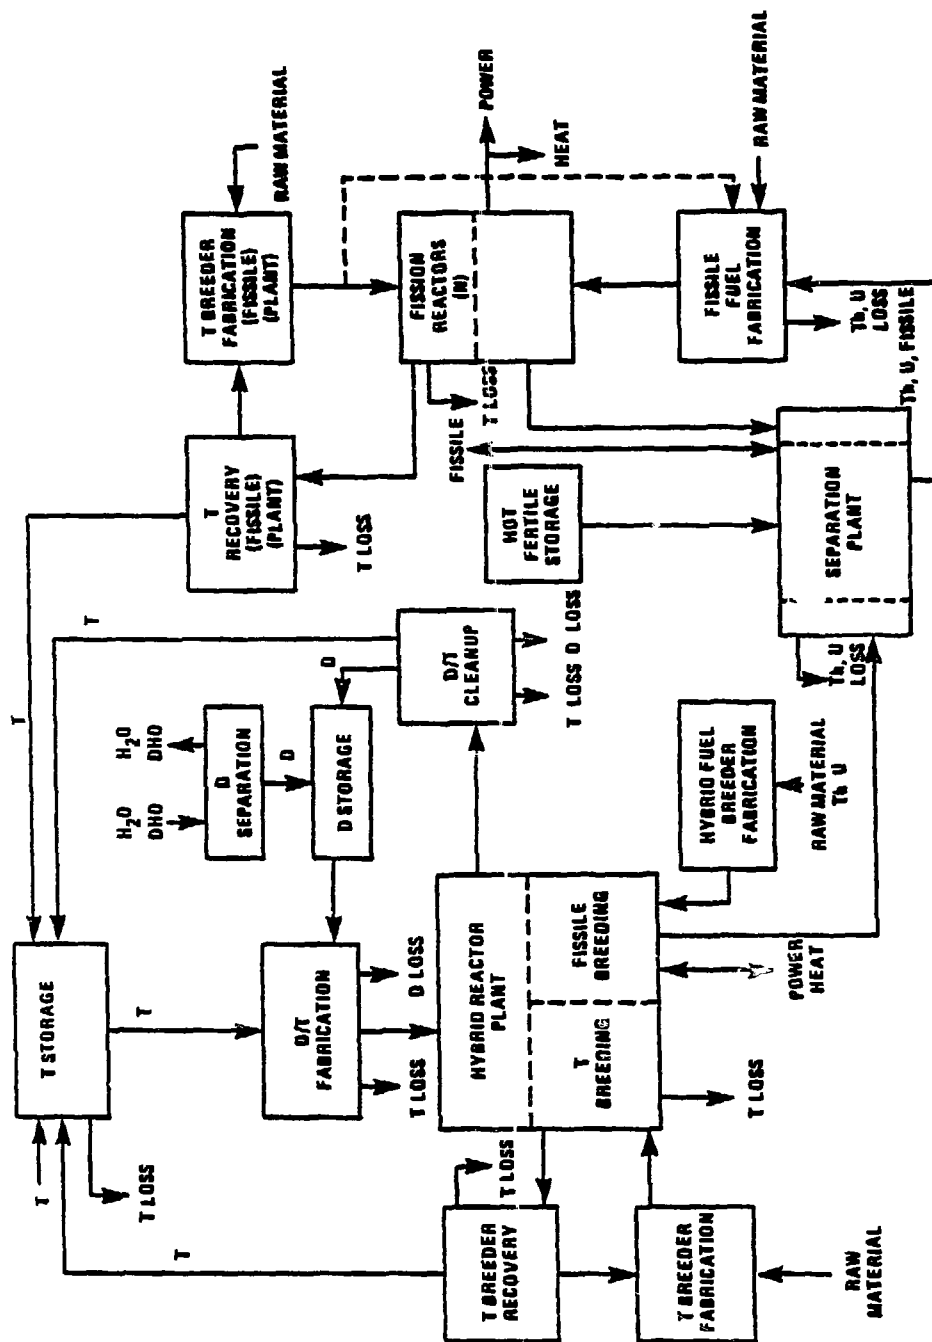 T STORAGE
T
T LOSS
T
T
T
T
H₂O
DHO
H₂O
DHO
D
SEPARATION
D
D STORAGE
D
T
RECOVERY
(FISSILE)
(PLANT)
T LOSS
T BREEDER
FABRICATION
(FISSILE)
(PLANT)
RAW MATERIAL
D/T
FABRICATION
T LOSS
D LOSS
D/T
CLEANUP
T LOSS
D LOSS
FISSION
REACTORS
(N)
T LOSS
POWER
HEAT
T BREEDER
RECOVERY
T LOSS
HYBRID REACTOR
PLANT
T
BREEDING
FISSILE
BREEDING
T LOSS
POWER
HEAT
HOT
FERTILE
STORAGE
FISSILE
T BREEDER
FABRICATION
RAW
MATERIAL
HYBRID FUEL
BREEDER
FABRICATION
RAW MATERIAL
Th U
SEPARATION
PLANT
Th, U
LOSS
FISSILE
FUEL
FABRICATION
RAW MATERIAL
Th, U
LOSS
Th, U, FISSILE